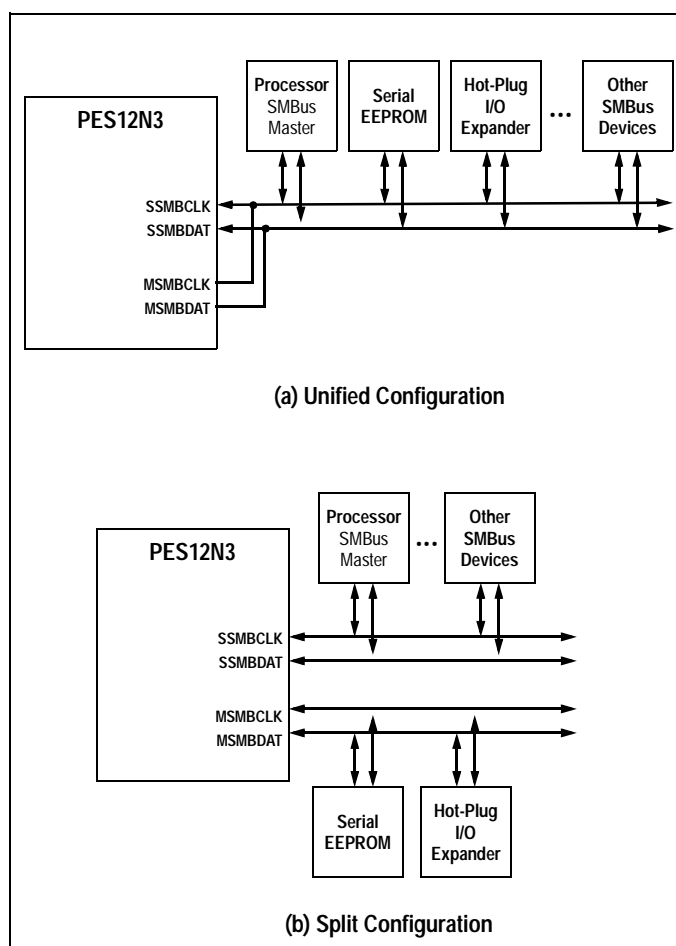 PES12N3
Processor
SMBus
Master
Serial
EEPROM
Hot-Plug
I/O
Expander
...
Other
SMBus
Devices
SSMBCLK
SSMBDAT
MSMBCLK
MSMBDAT
(a) Unified Configuration
PES12N3
Processor
SMBus
Master
...
Other
SMBus
Devices
SSMBCLK
SSMBDAT
MSMBCLK
MSMBDAT
Serial
EEPROM
Hot-Plug
I/O
Expander
(b) Split Configuration